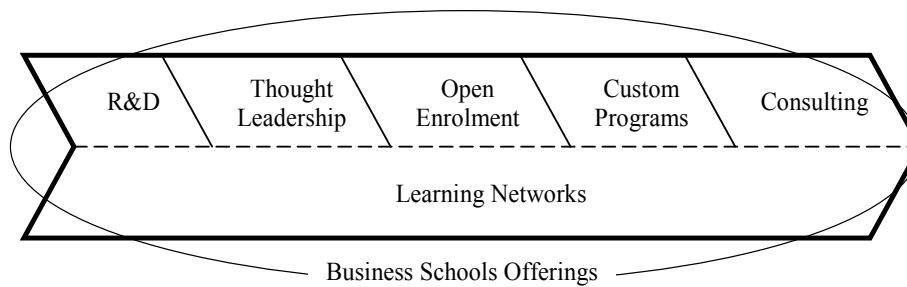 R&D
Thought
Leadership
Open
Enrolment
Custom
Programs
Consulting
Learning Networks
Business Schools Offerings